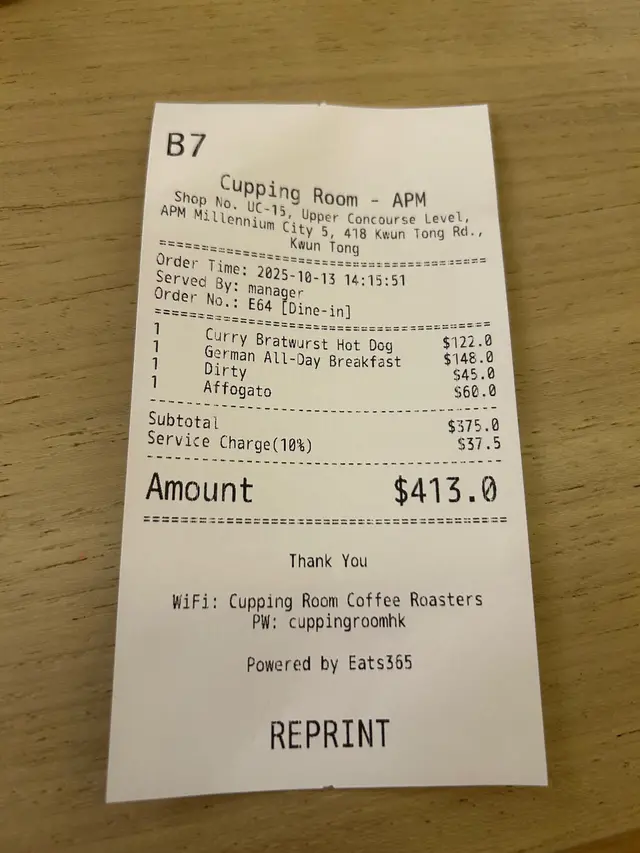 B7
Cupping Room - APM
Shop No. UC-15, Upper Concourse Level,
APM Millennium City 5, 418 Kwun Tong Rd.,
Kwun Tong
================================================
Order Time: 2025-10-13 14:15:51
Served By: manager
Order No.: E64 [Dine-in]
================================================
1 Curry Bratwurst Hot Dog $122.0
1 German All-Day Breakfast $148.0
1 Dirty $45.0
1 Affogato $60.0
------------------------------------------------
Subtotal $375.0
Service Charge(10%) $37.5
------------------------------------------------
Amount $413.0
================================================
Thank You
WiFi: Cupping Room Coffee Roasters
PW: cuppingroomhk
Powered by Eats365
REPRINT